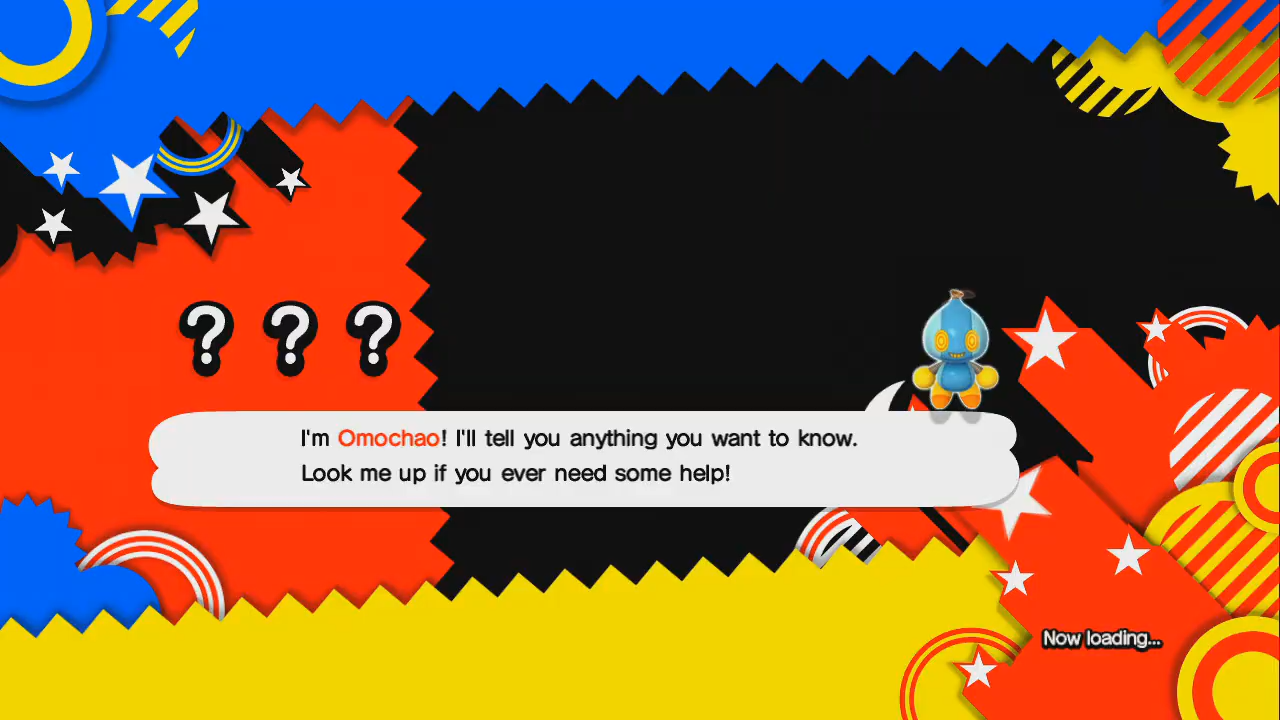 ? ? ?
I'm Omochao! I'll tell you anything you want to know.
Look me up if you ever need some help!
Now loading...